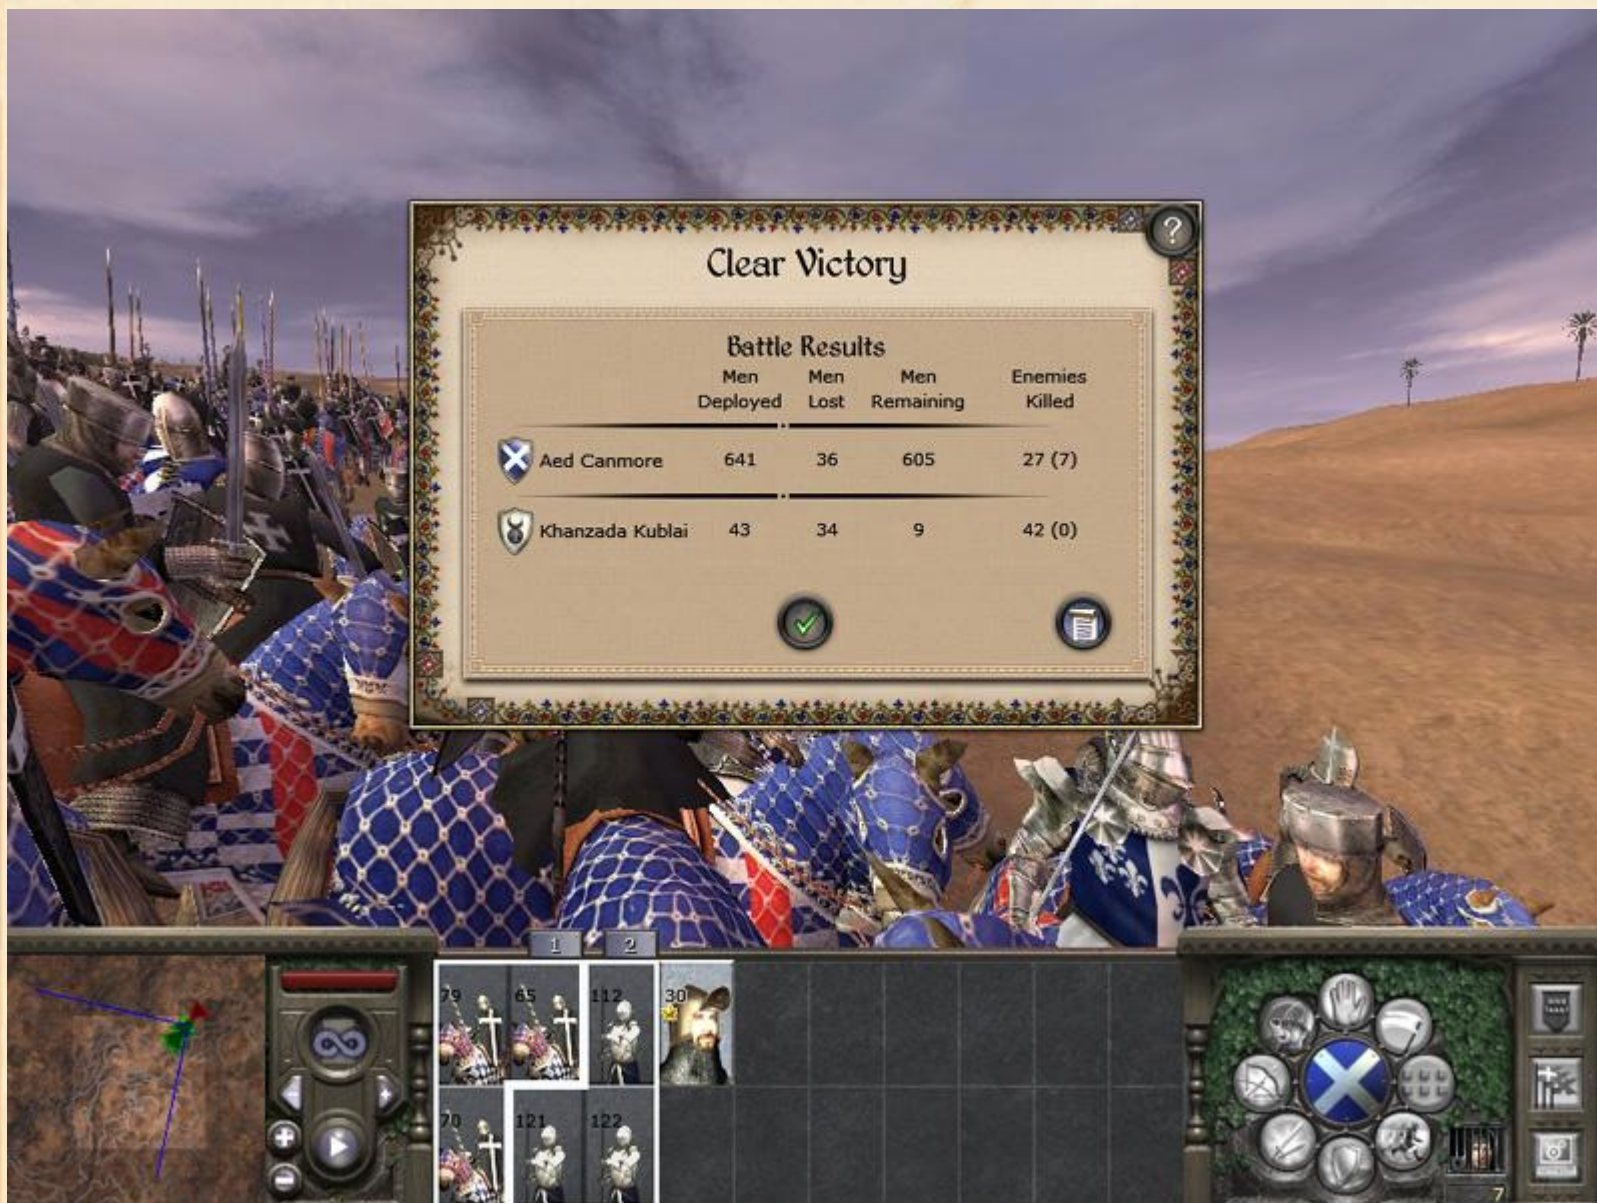 ?
Clear Victory
Battle Results
Men Deployed Men Lost Men Remaining Enemies Killed
Aed Canmore 641 36 605 27 (7)
Khanzada Kublai 43 34 9 42 (0)
1 2
79 65 112 30
70 121 122
7